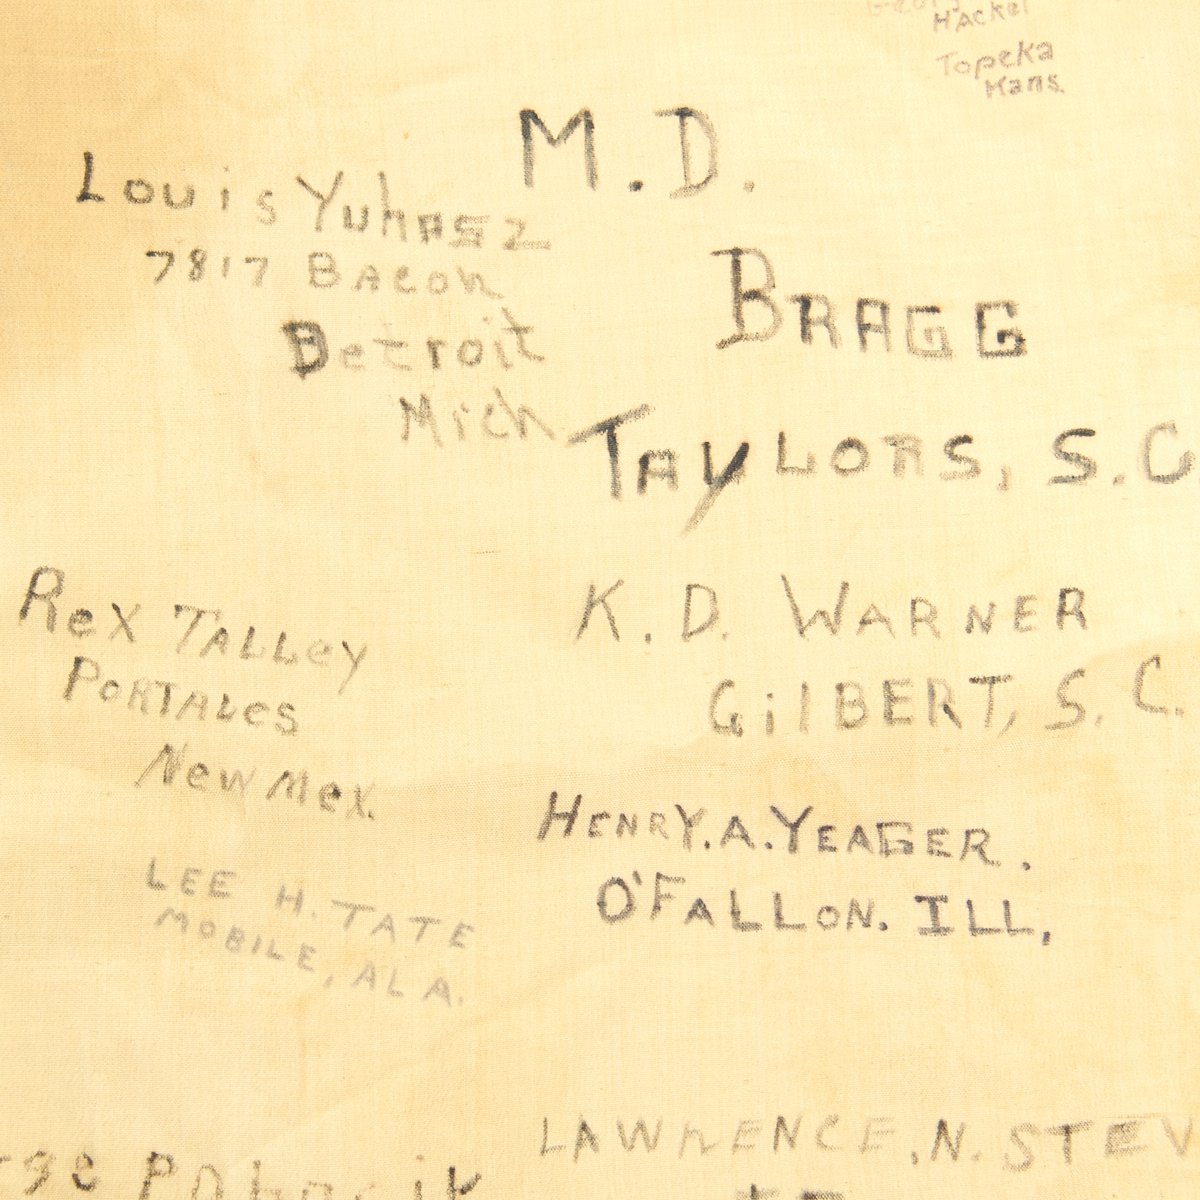 Hackel
Topeka
Kans.
M. D.
Bragg
Taylors, S.C.
Louis Yuhasz
7817 Bacon
Detroit
Mich
K. D. Warner
Gilbert, S. C.
Rex Talley
Portales
New Mex.
Henry. A. Yeager.
O'Fallon. Ill,
Lee H. Tate
Mobile, Ala.
Lawrence, N. Stev